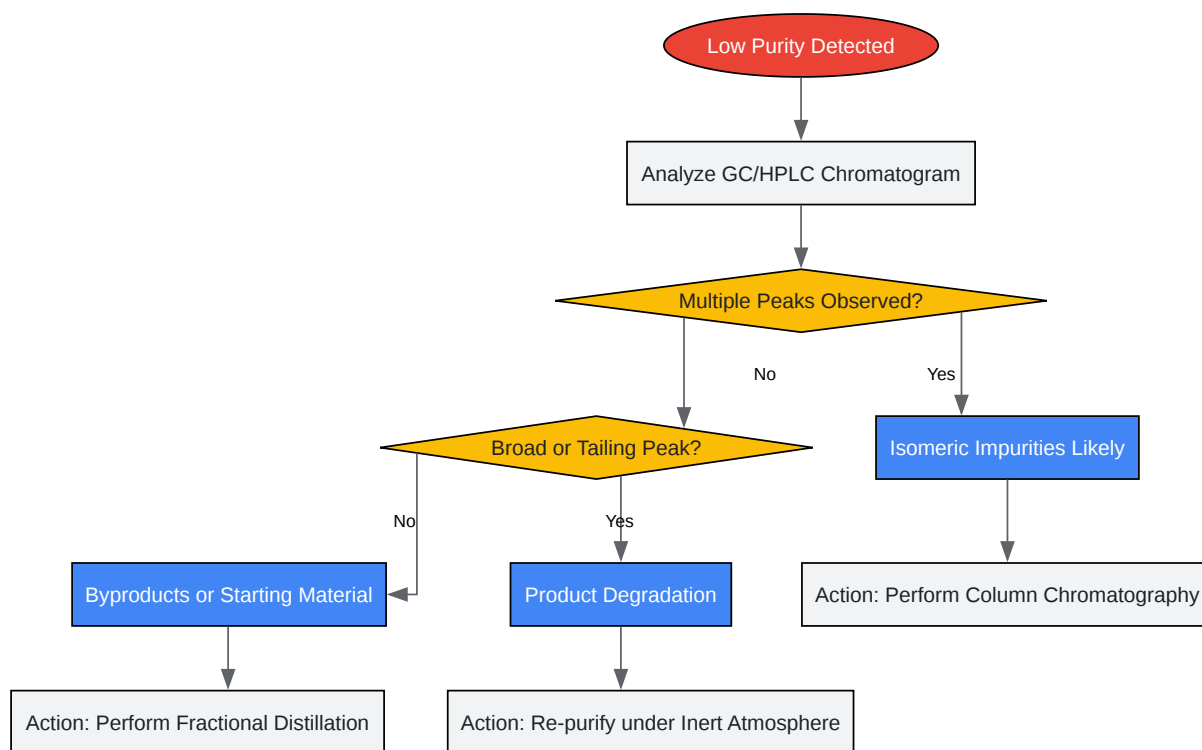 Low Purity Detected
Analyze GC/HPLC Chromatogram
Multiple Peaks Observed?
No
Yes
Broad or Tailing Peak?
Isomeric Impurities Likely
No
Yes
Byproducts or Starting Material
Product Degradation
Action: Perform Column Chromatography
Action: Perform Fractional Distillation
Action: Re-purify under Inert Atmosphere